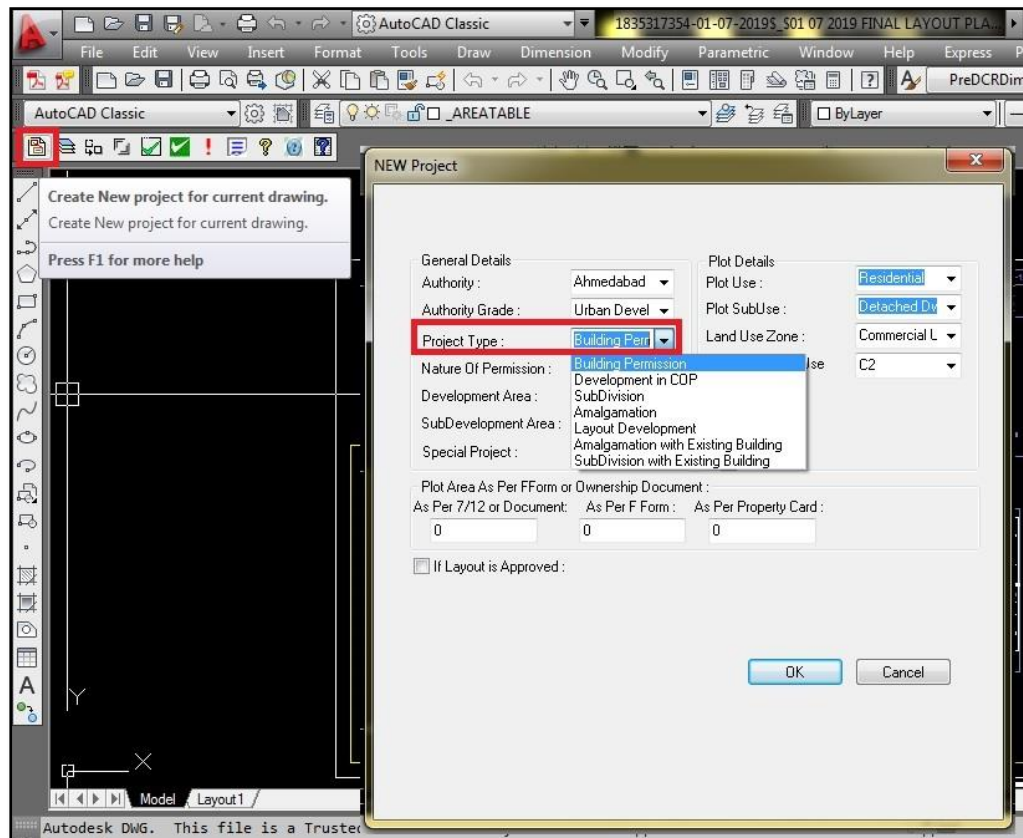 AutoCAD Classic 1835317354-01-07-2019$_$01 07 2019 FINAL LAYOUT PLA...
File Edit View Insert Format Tools Draw Dimension Modify Parametric Window Help Express
PreDCRDim
AutoCAD Classic _AREATABLE ByLayer
Create New project for current drawing.
Create New project for current drawing.
Press F1 for more help
NEW Project
General Details
Authority : Ahmedabad
Authority Grade : Urban Devel
Project Type : Building Perr
Nature Of Permission :
Development Area :
SubDevelopment Area :
Special Project :
Building Permission
Development in COP
SubDivision
Amalgamation
Layout Development
Amalgamation with Existing Building
SubDivision with Existing Building
Plot Details
Plot Use : Residential
Plot SubUse : Detached Dv
Land Use Zone : Commercial L
C2
Plot Area As Per FForm or Ownership Document :
As Per 7/12 or Document: As Per F Form : As Per Property Card :
0 0 0
If Layout is Approved :
OK Cancel
Y
X
Model Layout1
Autodesk DWG. This file is a Truste